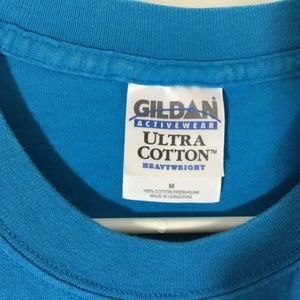 GILDAN
ACTIVEWEAR
ULTRA
COTTON™
HEAVYWEIGHT
M
100% COTTON PRESHRUNK
MADE IN HONDURAS